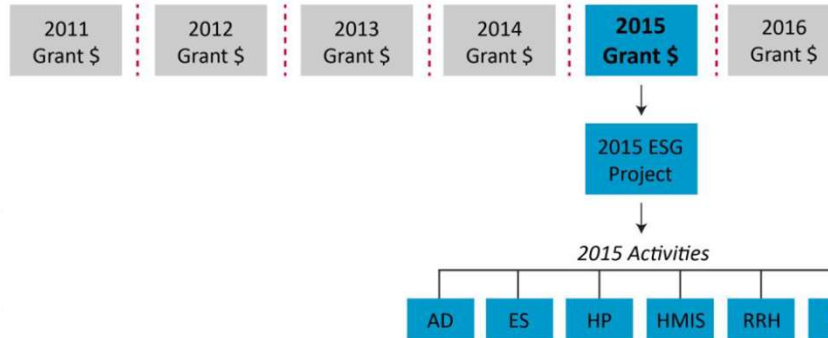 2011
Grant $
2012
Grant $
2013
Grant $
2014
Grant $
2015
Grant $
2016
Grant $
2015 ESG
Project
2015 Activities
AD
ES
HP
HMIS
RRH